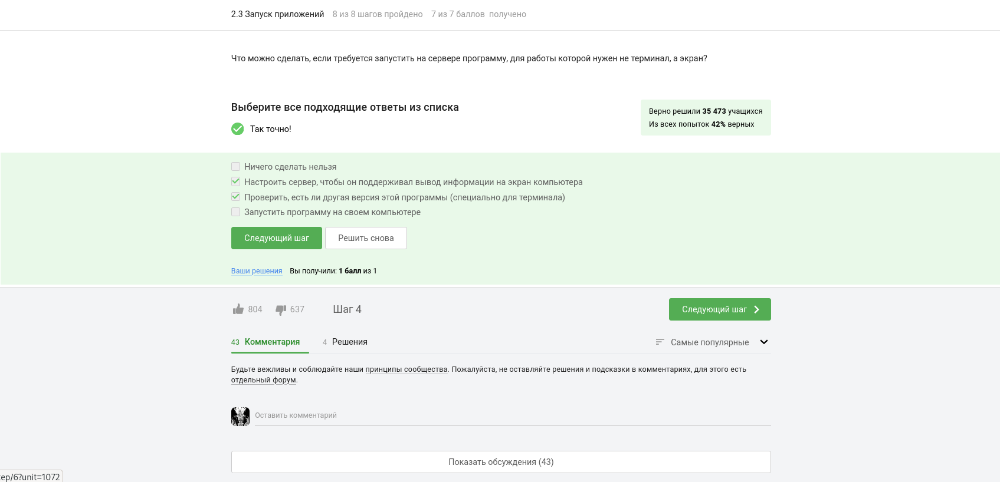 2.3 Запуск приложений 8 из 8 шагов пройдено 7 из 7 баллов получено
Что можно сделать, если требуется запустить на сервере программу, для работы которой нужен не терминал, а экран?
Выберите все подходящие ответы из списка
Верно решили 35 473 учащихся
Из всех попыток 42% верных
Так точно!
Ничего сделать нельзя
Настроить сервер, чтобы он поддерживал вывод информации на экран компьютера
Проверить, есть ли другая версия этой программы (специально для терминала)
Запустить программу на своем компьютере
Следующий шаг Решить снова
Ваши решения Вы получили: 1 балл из 1
804 637 Шаг 4 Следующий шаг
43 Комментария 4 Решения Самые популярные
Будьте вежливы и соблюдайте наши принципы сообщества. Пожалуйста, не оставляйте решения и подсказки в комментариях, для этого есть
отдельный форум.
Оставить комментарий
Показать обсуждения (43)
ep/6?unit=1072